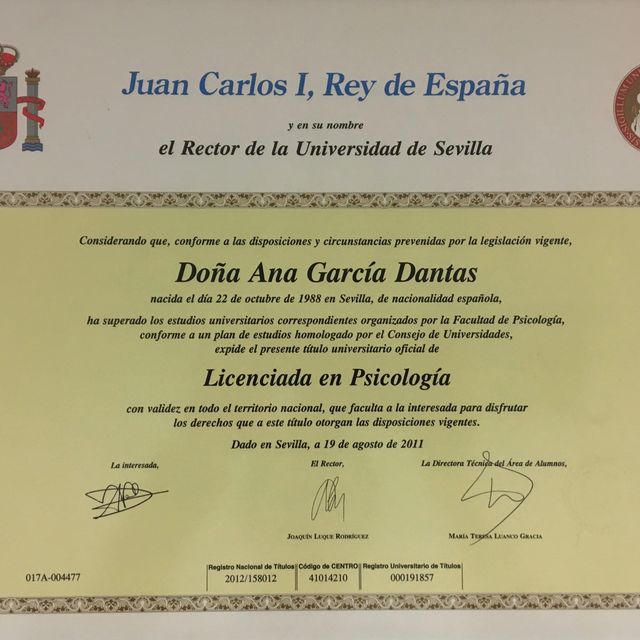 Juan Carlos I, Rey de España
y en su nombre
el Rector de la Universidad de Sevilla
Considerando que, conforme a las disposiciones y circunstancias prevenidas por la legislación vigente,
Doña Ana García Dantas
nacida el día 22 de octubre de 1988 en Sevilla, de nacionalidad española,
ha superado los estudios universitarios correspondientes organizados por la Facultad de Psicología,
conforme a un plan de estudios homologado por el Consejo de Universidades,
expide el presente título universitario oficial de
Licenciada en Psicología
con validez en todo el territorio nacional, que faculta a la interesada para disfrutar
los derechos que a este título otorgan las disposiciones vigentes.
Dado en Sevilla, a 19 de agosto de 2011
La interesada, El Rector, La Directora Técnica del Área de Alumnos,
JOAQUÍN LUQUE RODRÍGUEZ MARÍA TERESA LUANCO GRACIA
Registro Nacional de Títulos Código de CENTRO Registro Universitario de Títulos
017A-004477 2012/158012 41014210 000191857